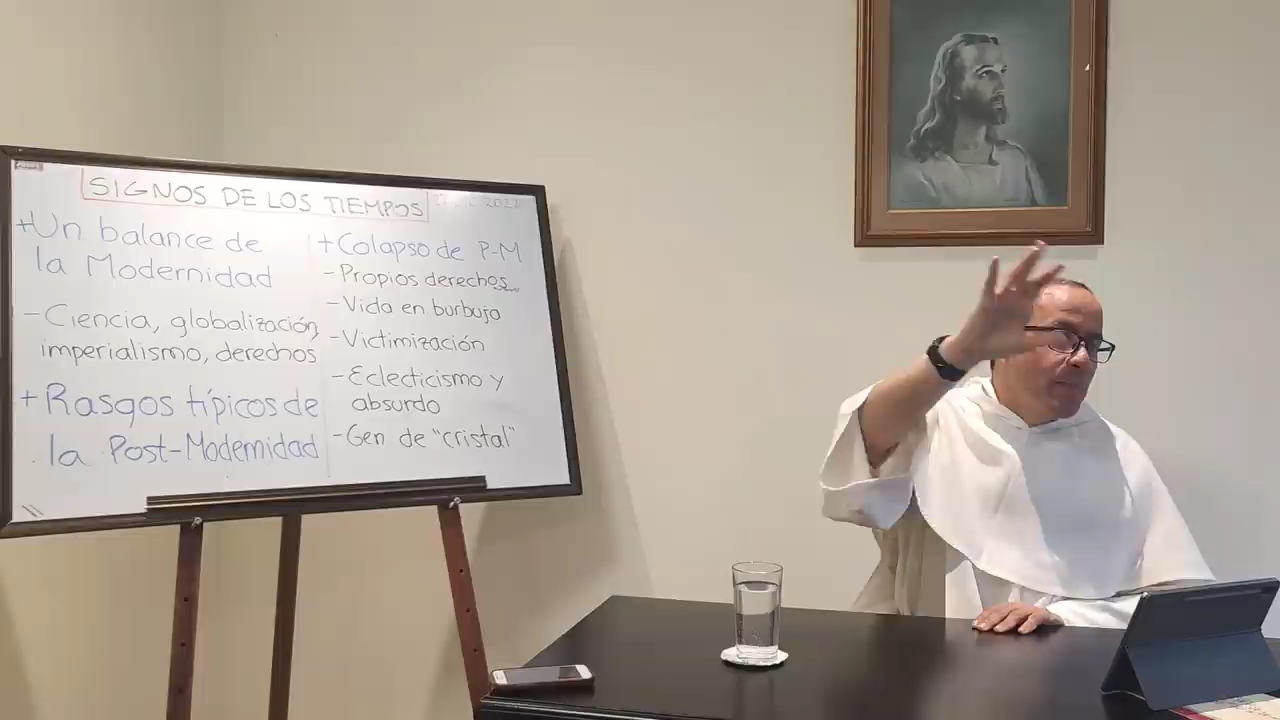 SIGNOS DE LOS TIEMPOS
+Un balance de
la Modernidad
-Ciencia, globalización,
imperialismo, derechos
+Rasgos típicos de
la Post-Modernidad
+Colapso de P-M
-Propios derechos...
-Vida en burbuja
-Victimización
-Eclecticismo y
absurdo
-Gen de "cristal"